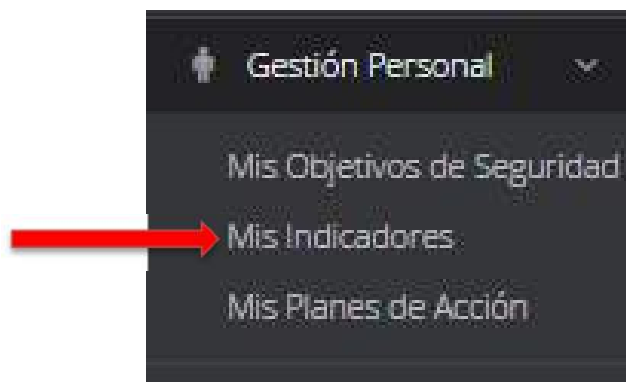 Gestión Personal
Mis Objetivos de Seguridad
Mis Indicadores
Mis Planes de Acción